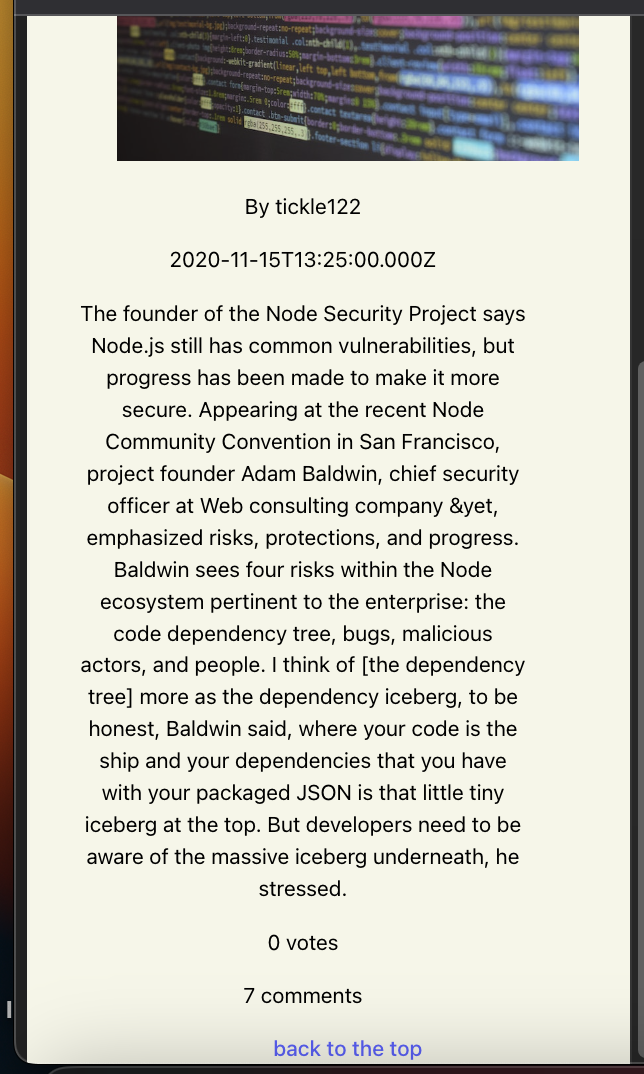 rgba(255,255,255,
.footer-section
By tickle122
2020-11-15T13:25:00.000Z
The founder of the Node Security Project says
Node.js still has common vulnerabilities, but
progress has been made to make it more
secure. Appearing at the recent Node
Community Convention in San Francisco,
project founder Adam Baldwin, chief security
officer at Web consulting company &yet,
emphasized risks, protections, and progress.
Baldwin sees four risks within the Node
ecosystem pertinent to the enterprise: the
code dependency tree, bugs, malicious
actors, and people. I think of [the dependency
tree] more as the dependency iceberg, to be
honest, Baldwin said, where your code is the
ship and your dependencies that you have
with your packaged JSON is that little tiny
iceberg at the top. But developers need to be
aware of the massive iceberg underneath, he
stressed.
0 votes
7 comments
back to the top